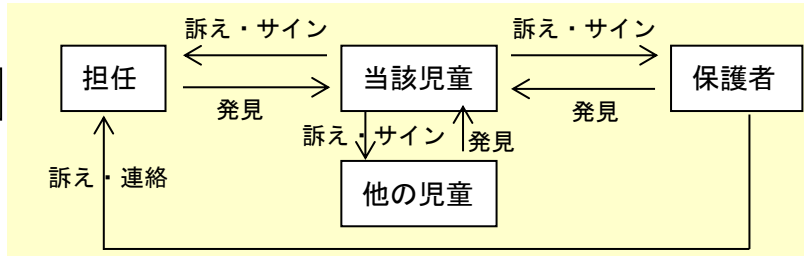 訴え・サイン
訴え・サイン
担任
当該児童
保護者
発見
発見
訴え・サイン
発見
訴え・連絡
他の児童